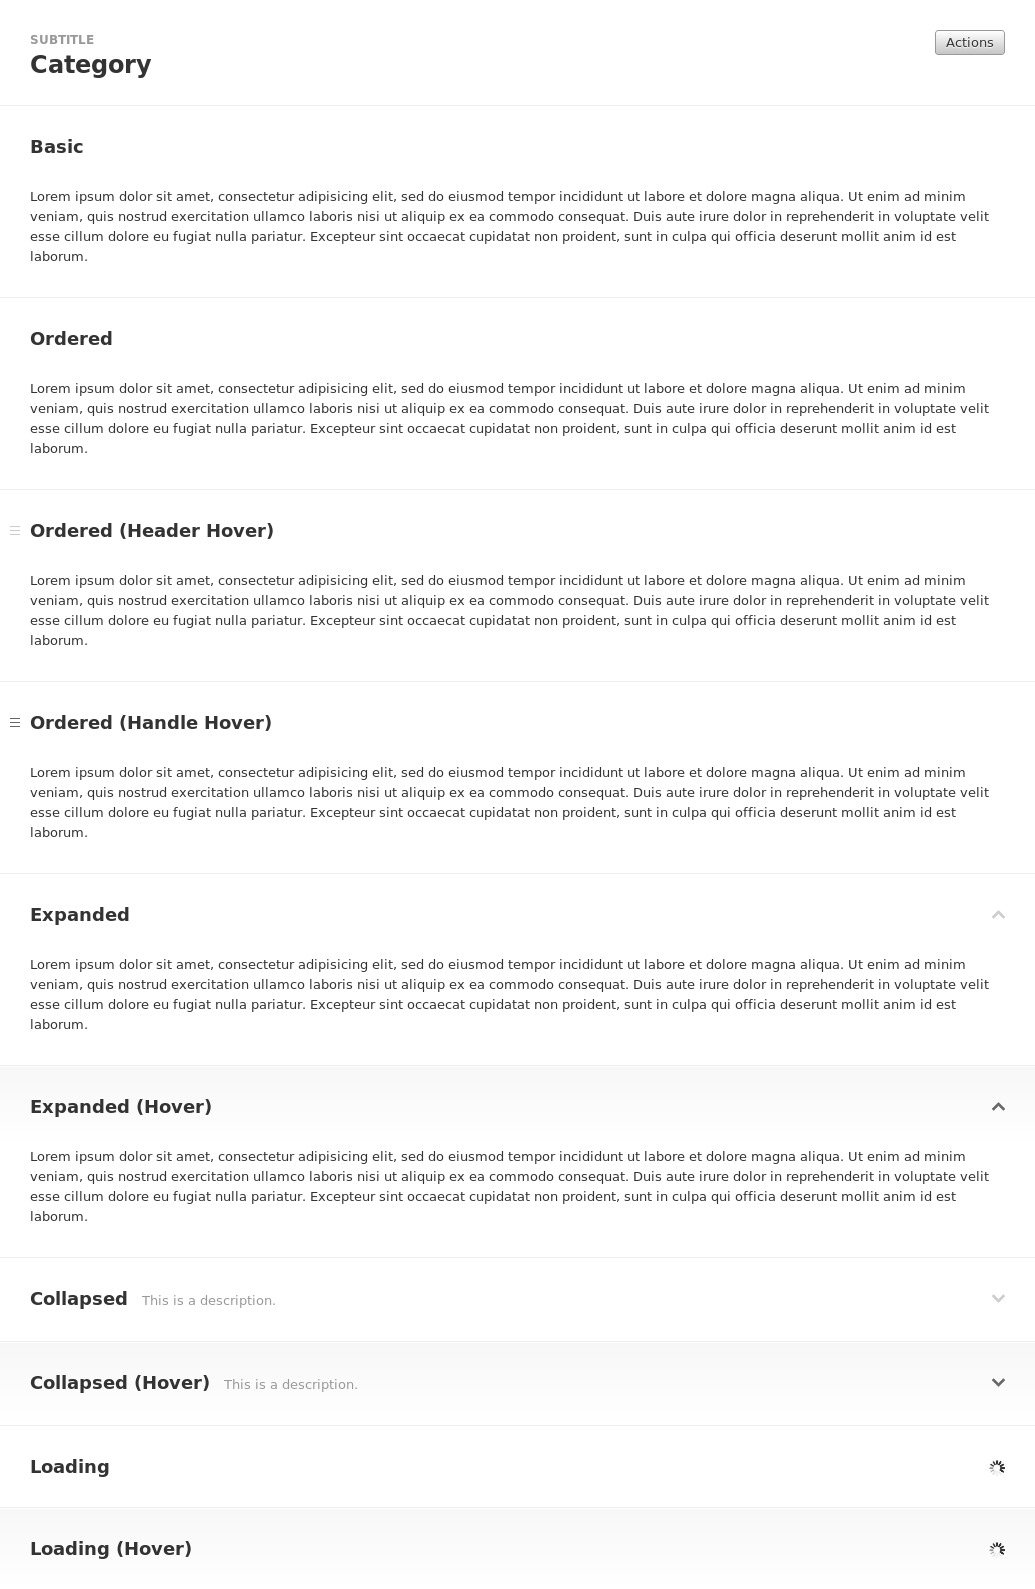 SUBTITLE
Category
Actions
Basic
Lorem ipsum dolor sit amet, consectetur adipisicing elit, sed do eiusmod tempor incididunt ut labore et dolore magna aliqua. Ut enim ad minim
veniam, quis nostrud exercitation ullamco laboris nisi ut aliquip ex ea commodo consequat. Duis aute irure dolor in reprehenderit in voluptate velit
esse cillum dolore eu fugiat nulla pariatur. Excepteur sint occaecat cupidatat non proident, sunt in culpa qui officia deserunt mollit anim id est
laborum.
Ordered
Lorem ipsum dolor sit amet, consectetur adipisicing elit, sed do eiusmod tempor incididunt ut labore et dolore magna aliqua. Ut enim ad minim
veniam, quis nostrud exercitation ullamco laboris nisi ut aliquip ex ea commodo consequat. Duis aute irure dolor in reprehenderit in voluptate velit
esse cillum dolore eu fugiat nulla pariatur. Excepteur sint occaecat cupidatat non proident, sunt in culpa qui officia deserunt mollit anim id est
laborum.
Ordered (Header Hover)
Lorem ipsum dolor sit amet, consectetur adipisicing elit, sed do eiusmod tempor incididunt ut labore et dolore magna aliqua. Ut enim ad minim
veniam, quis nostrud exercitation ullamco laboris nisi ut aliquip ex ea commodo consequat. Duis aute irure dolor in reprehenderit in voluptate velit
esse cillum dolore eu fugiat nulla pariatur. Excepteur sint occaecat cupidatat non proident, sunt in culpa qui officia deserunt mollit anim id est
laborum.
Ordered (Handle Hover)
Lorem ipsum dolor sit amet, consectetur adipisicing elit, sed do eiusmod tempor incididunt ut labore et dolore magna aliqua. Ut enim ad minim
veniam, quis nostrud exercitation ullamco laboris nisi ut aliquip ex ea commodo consequat. Duis aute irure dolor in reprehenderit in voluptate velit
esse cillum dolore eu fugiat nulla pariatur. Excepteur sint occaecat cupidatat non proident, sunt in culpa qui officia deserunt mollit anim id est
laborum.
Expanded
Lorem ipsum dolor sit amet, consectetur adipisicing elit, sed do eiusmod tempor incididunt ut labore et dolore magna aliqua. Ut enim ad minim
veniam, quis nostrud exercitation ullamco laboris nisi ut aliquip ex ea commodo consequat. Duis aute irure dolor in reprehenderit in voluptate velit
esse cillum dolore eu fugiat nulla pariatur. Excepteur sint occaecat cupidatat non proident, sunt in culpa qui officia deserunt mollit anim id est
laborum.
Expanded (Hover)
Lorem ipsum dolor sit amet, consectetur adipisicing elit, sed do eiusmod tempor incididunt ut labore et dolore magna aliqua. Ut enim ad minim
veniam, quis nostrud exercitation ullamco laboris nisi ut aliquip ex ea commodo consequat. Duis aute irure dolor in reprehenderit in voluptate velit
esse cillum dolore eu fugiat nulla pariatur. Excepteur sint occaecat cupidatat non proident, sunt in culpa qui officia deserunt mollit anim id est
laborum.
Collapsed This is a description.
Collapsed (Hover) This is a description.
Loading
Loading (Hover)